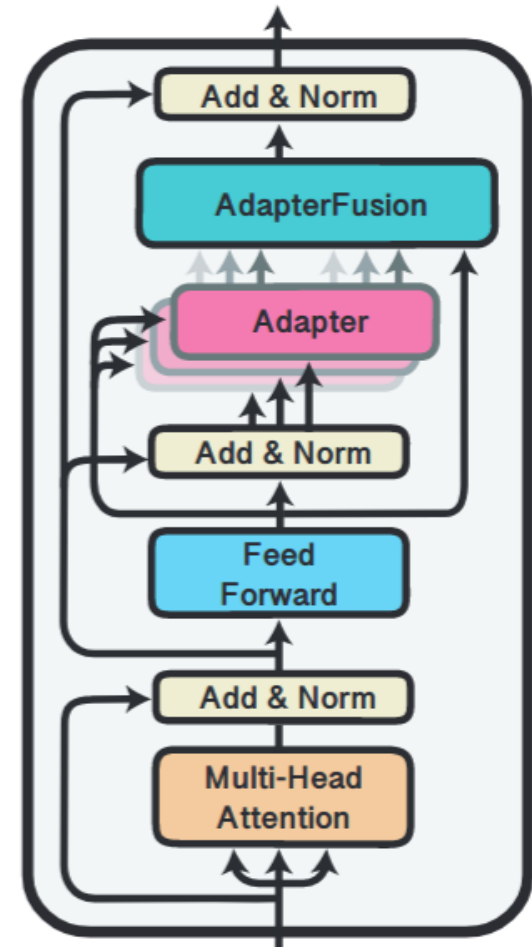 Add & Norm
AdapterFusion
Adapter
Add & Norm
Feed
Forward
Add & Norm
Multi-Head
Attention